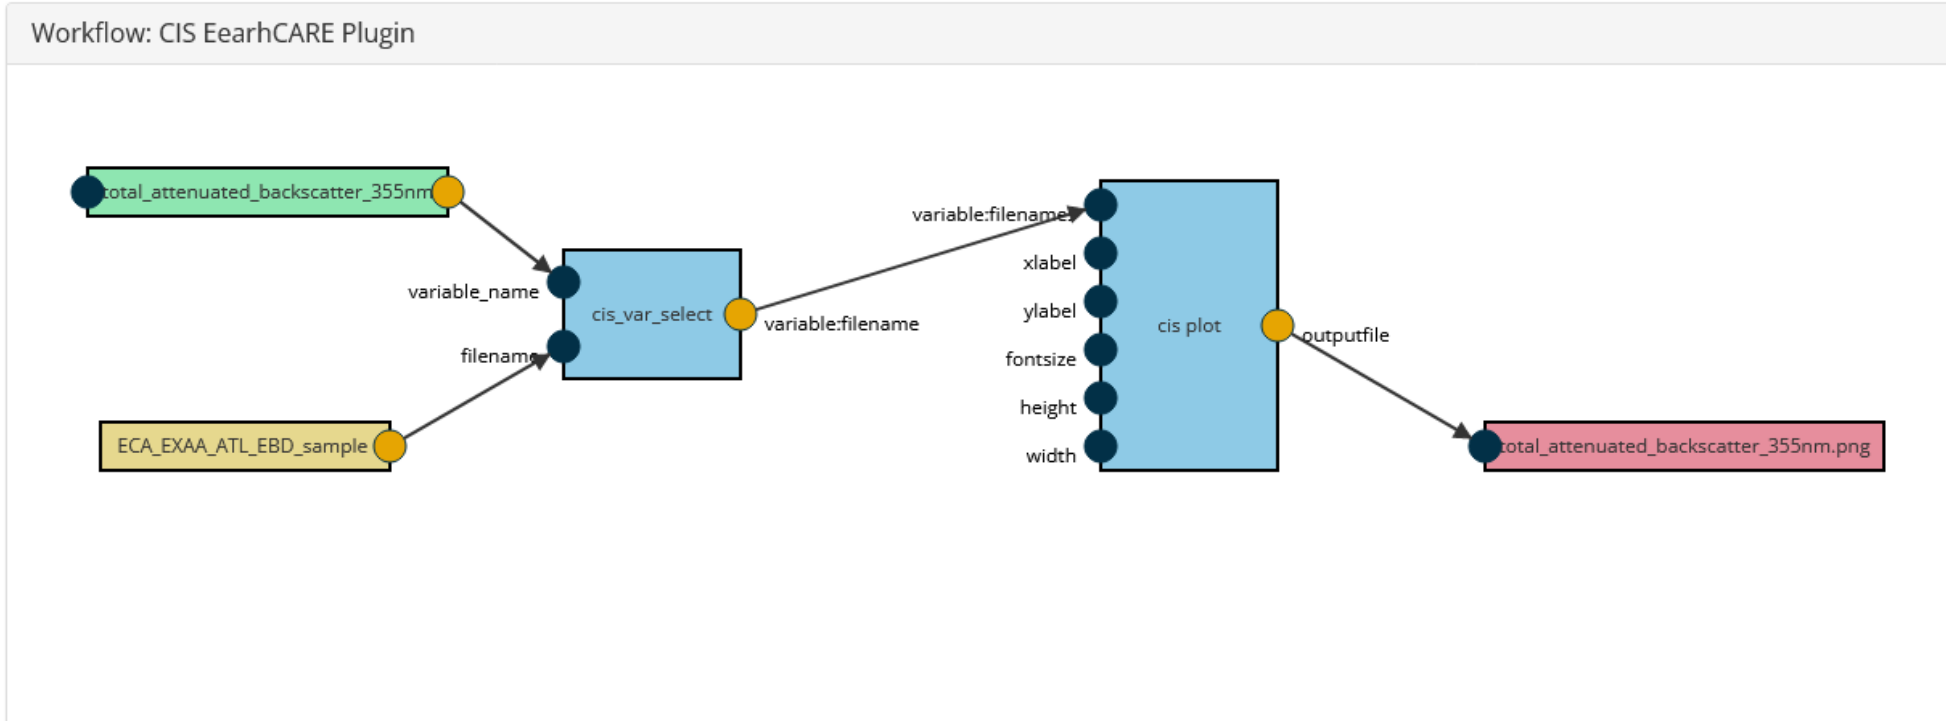 Workflow: CIS EearhCARE Plugin
total_attenuated_backscatter_355nm
variable_name
filename
cis_var_select
variable:filename
ECA_EXAA_ATL_EBD_sample
variable:filename
xlabel
ylabel
fontsize
height
width
cis plot
outputfile
total_attenuated_backscatter_355nm.png